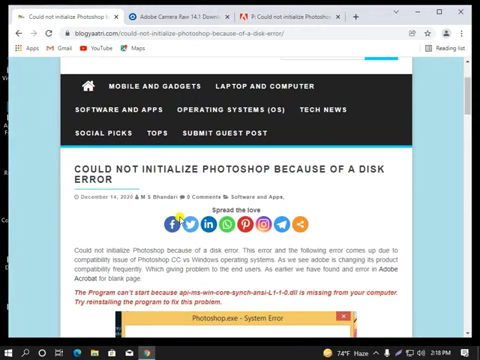 Could not initialize Photoshop b
Adobe Camera Raw 14.1 Downl
P: Could not initialize Photoshop
blogyaatri.com/could-not-initialize-photoshop-because-of-a-disk-error/
Apps Gmail YouTube Maps Reading list
MOBILE AND GADGETS LAPTOP AND COMPUTER
SOFTWARE AND APPS OPERATING SYSTEMS (OS) TECH NEWS
SOCIAL PICKS TOPS SUBMIT GUEST POST
COULD NOT INITIALIZE PHOTOSHOP BECAUSE OF A DISK
ERROR
December 14, 2020 M S Bhandari 0 Comments Software and Apps,
Spread the love
Could not initialize Photoshop because of a disk error. This error and the following error comes up due to
compatibility issue of Photoshop CC vs Windows operating systems. As we see adobe is changing its product
compatibility frequently. Which giving problem to the end users. As earlier we have found and error in Adobe
Acrobat for blank page.
The Program can't start because api-ms-win-core-synch-ansi-L1-1-0.dll is missing from your computer.
Try reinstalling the program to fix this problem.
Photoshop.exe - System Error
74°F Haze 2:18 PM